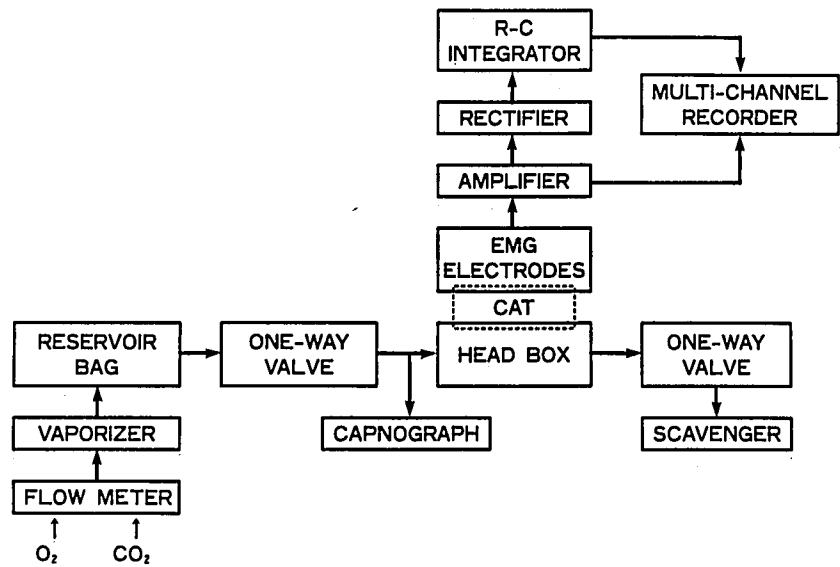 R-C
INTEGRATOR
MULTI-CHANNEL
RECORDER
RECTIFIER
AMPLIFIER
EMG
ELECTRODES
CAT
RESERVOIR
BAG
ONE-WAY
VALVE
HEAD BOX
ONE-WAY
VALVE
VAPORIZER
CAPNOGRAPH
SCAVENGER
FLOW METER
O₂ CO₂